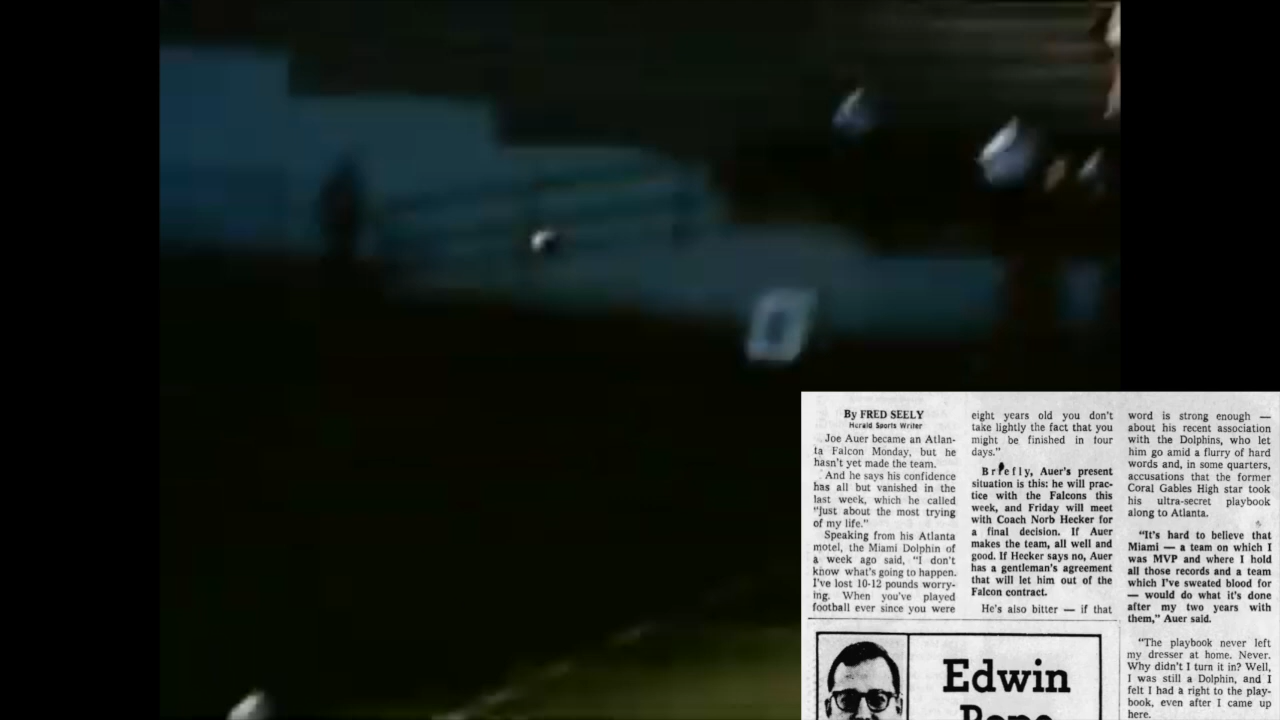 By FRED SEELY
Herald Sports Writer
Joe Auer became an Atlan-
ta Falcon Monday, but he
hasn't yet made the team.
And he says his confidence
has all but vanished in the
last week, which he called
"just about the most trying
of my life."
Speaking from his Atlanta
motel, the Miami Dolphin of
a week ago said, "I don't
know what's going to happen.
I've lost 10-12 pounds worry-
ing. When you've played
football ever since you were
eight years old you don't
take lightly the fact that you
might be finished in four
days."
Briefly, Auer's present
situation is this: he will prac-
tice with the Falcons this
week, and Friday will meet
with Coach Norb Hecker for
a final decision. If Auer
makes the team, all well and
good. If Hecker says no, Auer
has a gentleman's agreement
that will let him out of the
Falcon contract.
He's also bitter — if that
word is strong enough —
about his recent association
with the Dolphins, who let
him go amid a flurry of hard
words and, in some quarters,
accusations that the former
Coral Gables High star took
his ultra-secret playbook
along to Atlanta.
"It's hard to believe that
Miami — a team on which I
was MVP and where I hold
all those records and a team
which I've sweated blood for
— would do what it's done
after my two years with
them," Auer said.
"The playbook never left
my dresser at home. Never.
Why didn't I turn it in? Well,
I was still a Dolphin, and I
felt I had a right to the play-
book, even after I came up
here.
Edwin
Pope